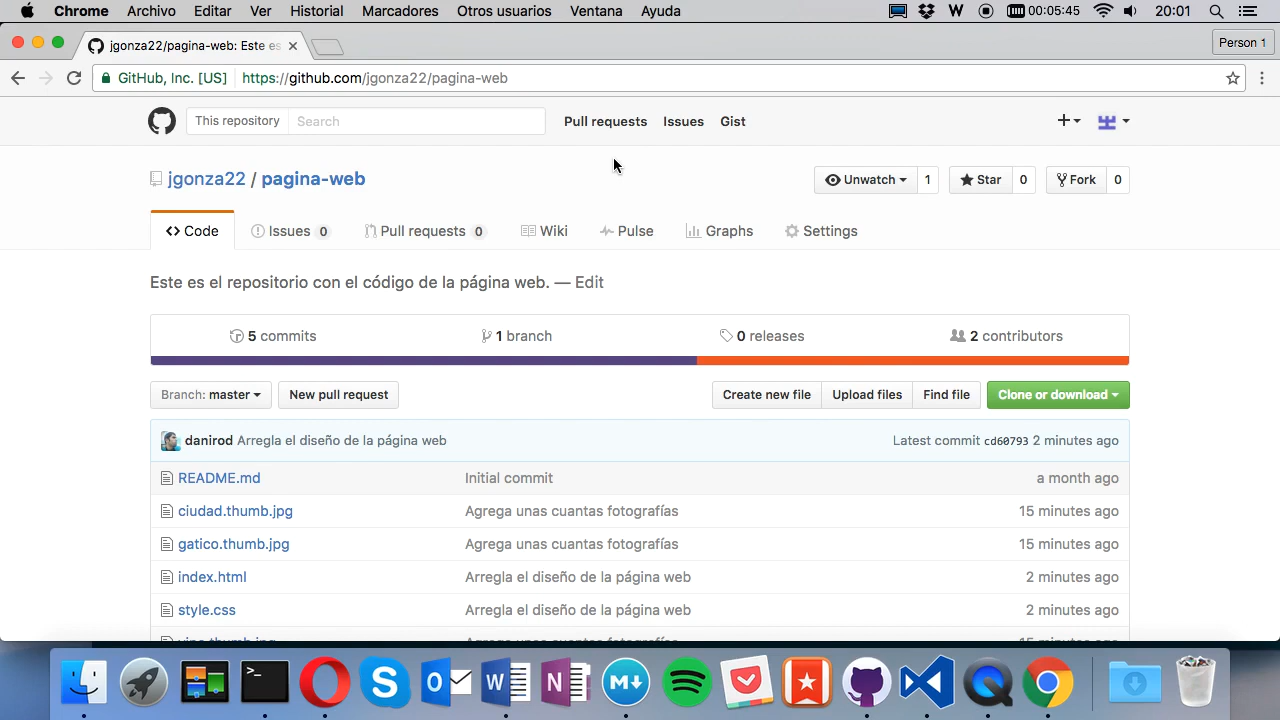 Chrome Archivo Editar Ver Historial Marcadores Otros usuarios Ventana Ayuda W 00:05:45 20:01
jgonza22/pagina-web: Este es Person 1
GitHub, Inc. [US] https://github.com/jgonza22/pagina-web
This repository Search Pull requests Issues Gist
jgonza22 / pagina-web Unwatch 1 Star 0 Fork 0
Code Issues 0 Pull requests 0 Wiki Pulse Graphs Settings
Este es el repositorio con el código de la página web. — Edit
5 commits 1 branch 0 releases 2 contributors
Branch: master New pull request Create new file Upload files Find file Clone or download
danirod Arregla el diseño de la página web Latest commit cd60793 2 minutes ago
README.md Initial commit a month ago
ciudad.thumb.jpg Agrega unas cuantas fotografías 15 minutes ago
gatico.thumb.jpg Agrega unas cuantas fotografías 15 minutes ago
index.html Arregla el diseño de la página web 2 minutes ago
style.css Arregla el diseño de la página web 2 minutes ago
Agrega unas cuantas fotografías 15 minutes ago